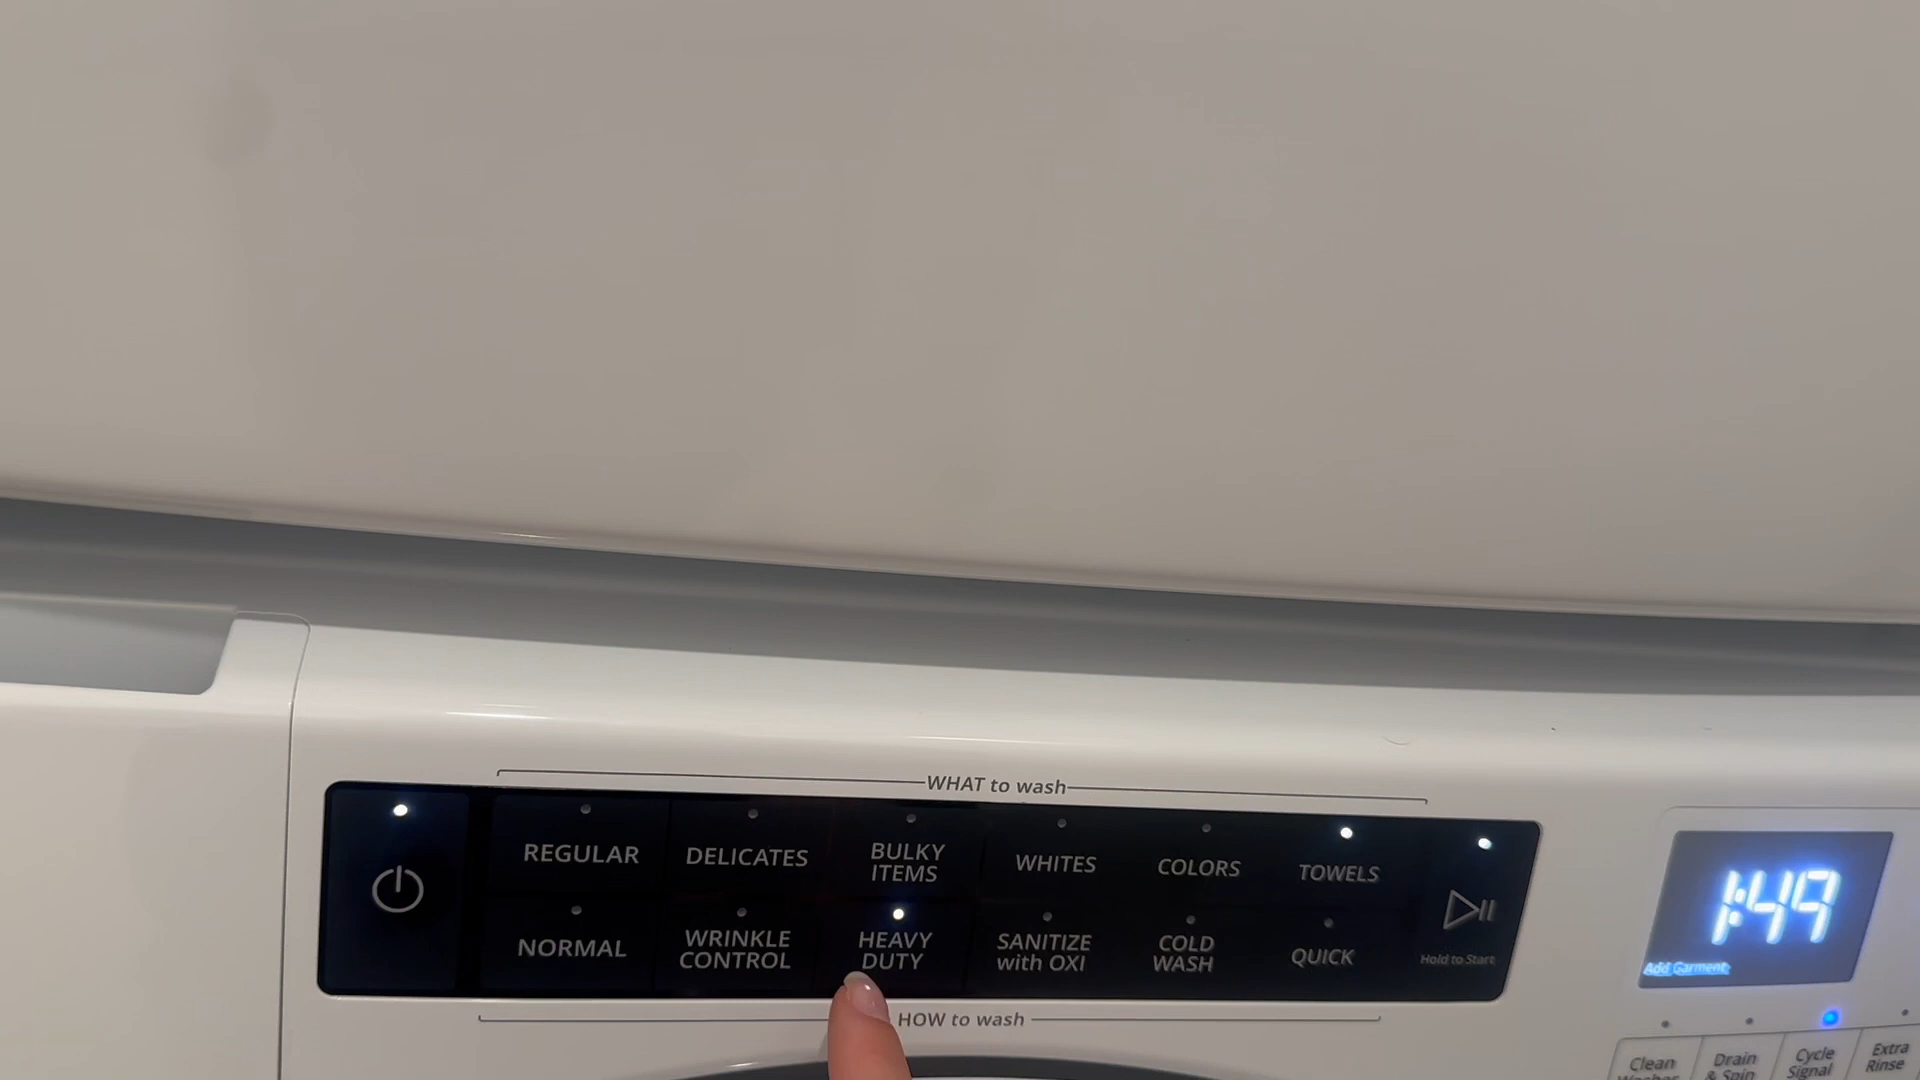 WHAT to wash
REGULAR
DELICATES
BULKY
ITEMS
WHITES
COLORS
TOWELS
NORMAL
WRINKLE
CONTROL
HEAVY
DUTY
SANITIZE
with OXI
COLD
WASH
QUICK
Hold to Start
HOW to wash
1:49
Add Garment
Clean
Washer
Drain
& Spin
Cycle
Signal
Extra
Rinse